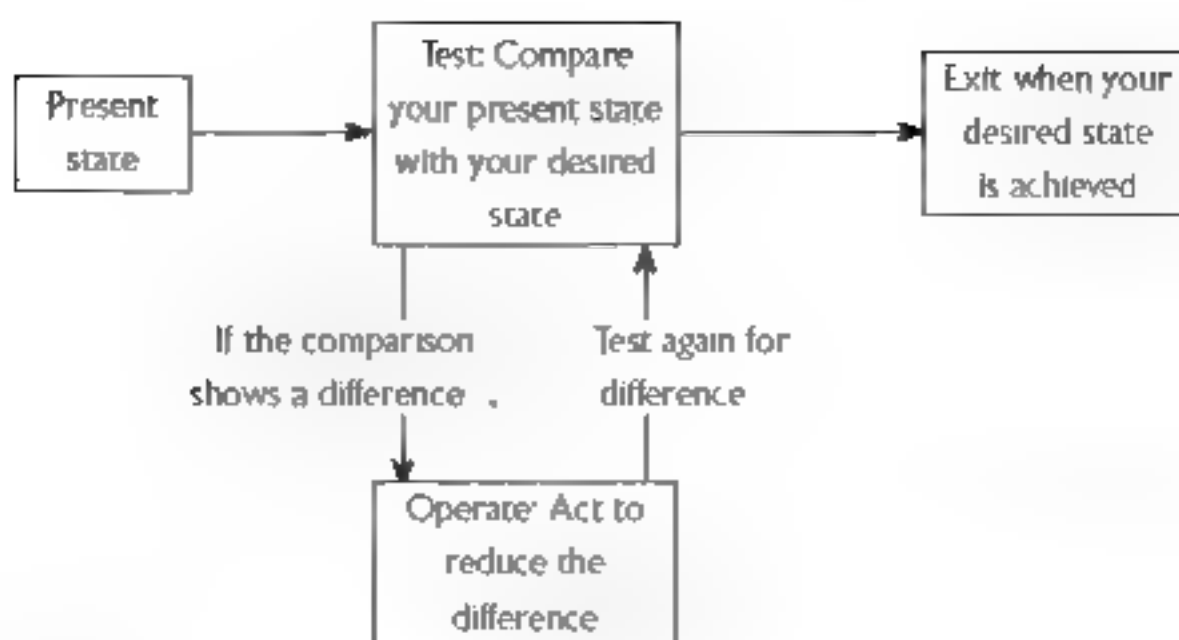 Present
state
Test: Compare
your present state
with your desired
state
Exit when your
desired state
is achieved
If the comparison
shows a difference .
Test again for
difference
Operate: Act to
reduce the
difference